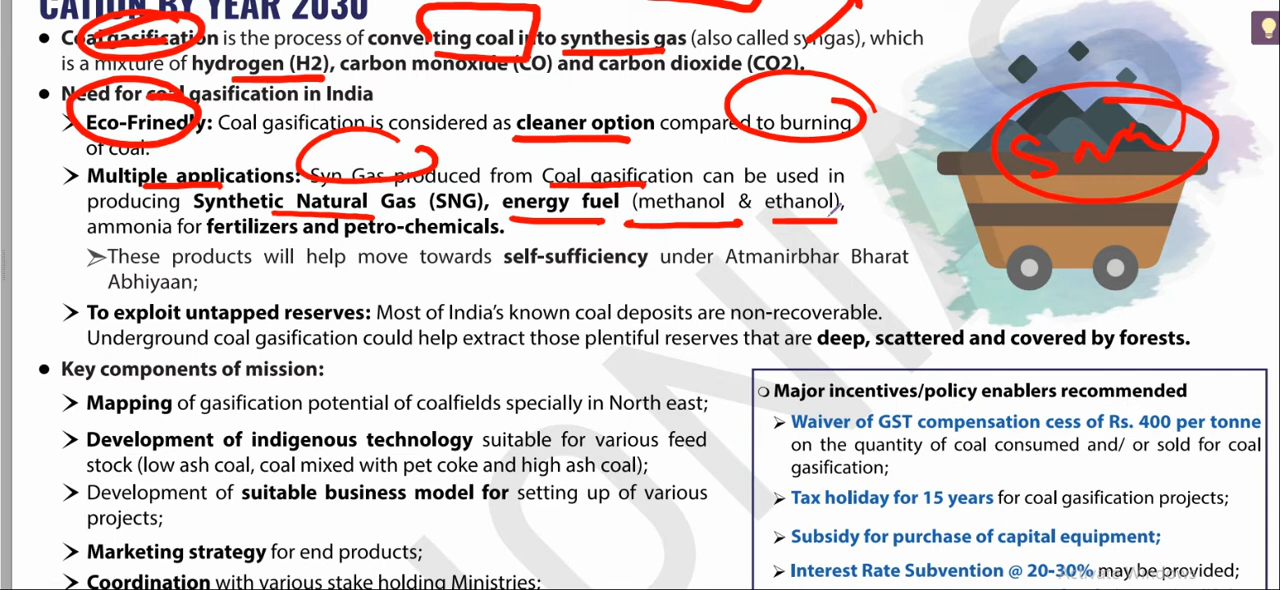 CATION BY YEAR 2030
• Coal gasification is the process of converting coal into synthesis gas (also called syngas), which
is a mixture of hydrogen (H2), carbon monoxide (CO) and carbon dioxide (CO2).
• Need for coal gasification in India
➤ Eco-Frinedly: Coal gasification is considered as cleaner option compared to burning
of coal.
➤ Multiple applications: Syn Gas produced from Coal gasification can be used in
producing Synthetic Natural Gas (SNG), energy fuel (methanol & ethanol),
ammonia for fertilizers and petro-chemicals.
➤These products will help move towards self-sufficiency under Atmanirbhar Bharat
Abhiyaan;
➤ To exploit untapped reserves: Most of India's known coal deposits are non-recoverable.
Underground coal gasification could help extract those plentiful reserves that are deep, scattered and covered by forests.
• Key components of mission:
➤ Mapping of gasification potential of coalfields specially in North east;
➤ Development of indigenous technology suitable for various feed
stock (low ash coal, coal mixed with pet coke and high ash coal);
➤ Development of suitable business model for setting up of various
projects;
➤ Marketing strategy for end products;
➤ Coordination with various stake holding Ministries;
○ Major incentives/policy enablers recommended
➤ Waiver of GST compensation cess of Rs. 400 per tonne
on the quantity of coal consumed and/ or sold for coal
gasification;
➤ Tax holiday for 15 years for coal gasification projects;
➤ Subsidy for purchase of capital equipment;
➤ Interest Rate Subvention @ 20-30% may be provided;
Activate Windows